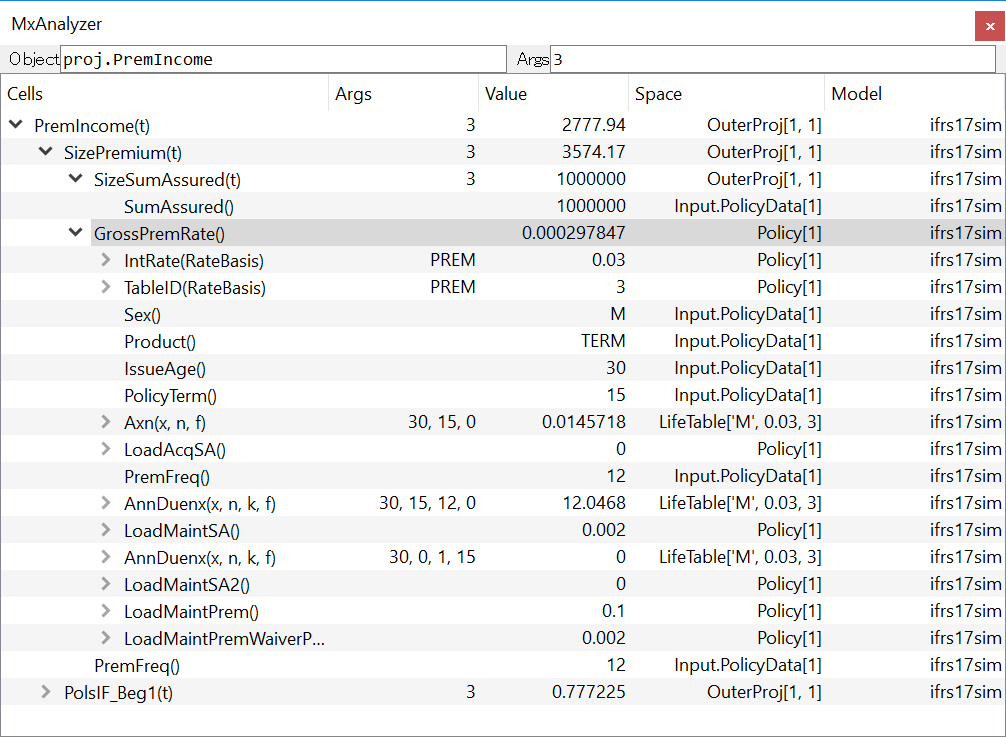 MxAnalyzer
Object proj.PremIncome Args 3
Cells Args Value Space Model
PremIncome(t) 3 2777.94 OuterProj[1, 1] ifrs17sim
SizePremium(t) 3 3574.17 OuterProj[1, 1] ifrs17sim
SizeSumAssured(t) 3 1000000 OuterProj[1, 1] ifrs17sim
SumAssured() 1000000 Input.PolicyData[1] ifrs17sim
GrossPremRate() 0.000297847 Policy[1] ifrs17sim
IntRate(RateBasis) PREM 0.03 Policy[1] ifrs17sim
TableID(RateBasis) PREM 3 Policy[1] ifrs17sim
Sex() M Input.PolicyData[1] ifrs17sim
Product() TERM Input.PolicyData[1] ifrs17sim
IssueAge() 30 Input.PolicyData[1] ifrs17sim
PolicyTerm() 15 Input.PolicyData[1] ifrs17sim
Axn(x, n, f) 30, 15, 0 0.0145718 LifeTable['M', 0.03, 3] ifrs17sim
LoadAcqSA() 0 Policy[1] ifrs17sim
PremFreq() 12 Input.PolicyData[1] ifrs17sim
AnnDuenx(x, n, k, f) 30, 15, 12, 0 12.0468 LifeTable['M', 0.03, 3] ifrs17sim
LoadMaintSA() 0.002 Policy[1] ifrs17sim
AnnDuenx(x, n, k, f) 30, 0, 1, 15 0 LifeTable['M', 0.03, 3] ifrs17sim
LoadMaintSA2() 0 Policy[1] ifrs17sim
LoadMaintPrem() 0.1 Policy[1] ifrs17sim
LoadMaintPremWaiverP... 0.002 Policy[1] ifrs17sim
PremFreq() 12 Input.PolicyData[1] ifrs17sim
PolsIF_Beg1(t) 3 0.777225 OuterProj[1, 1] ifrs17sim